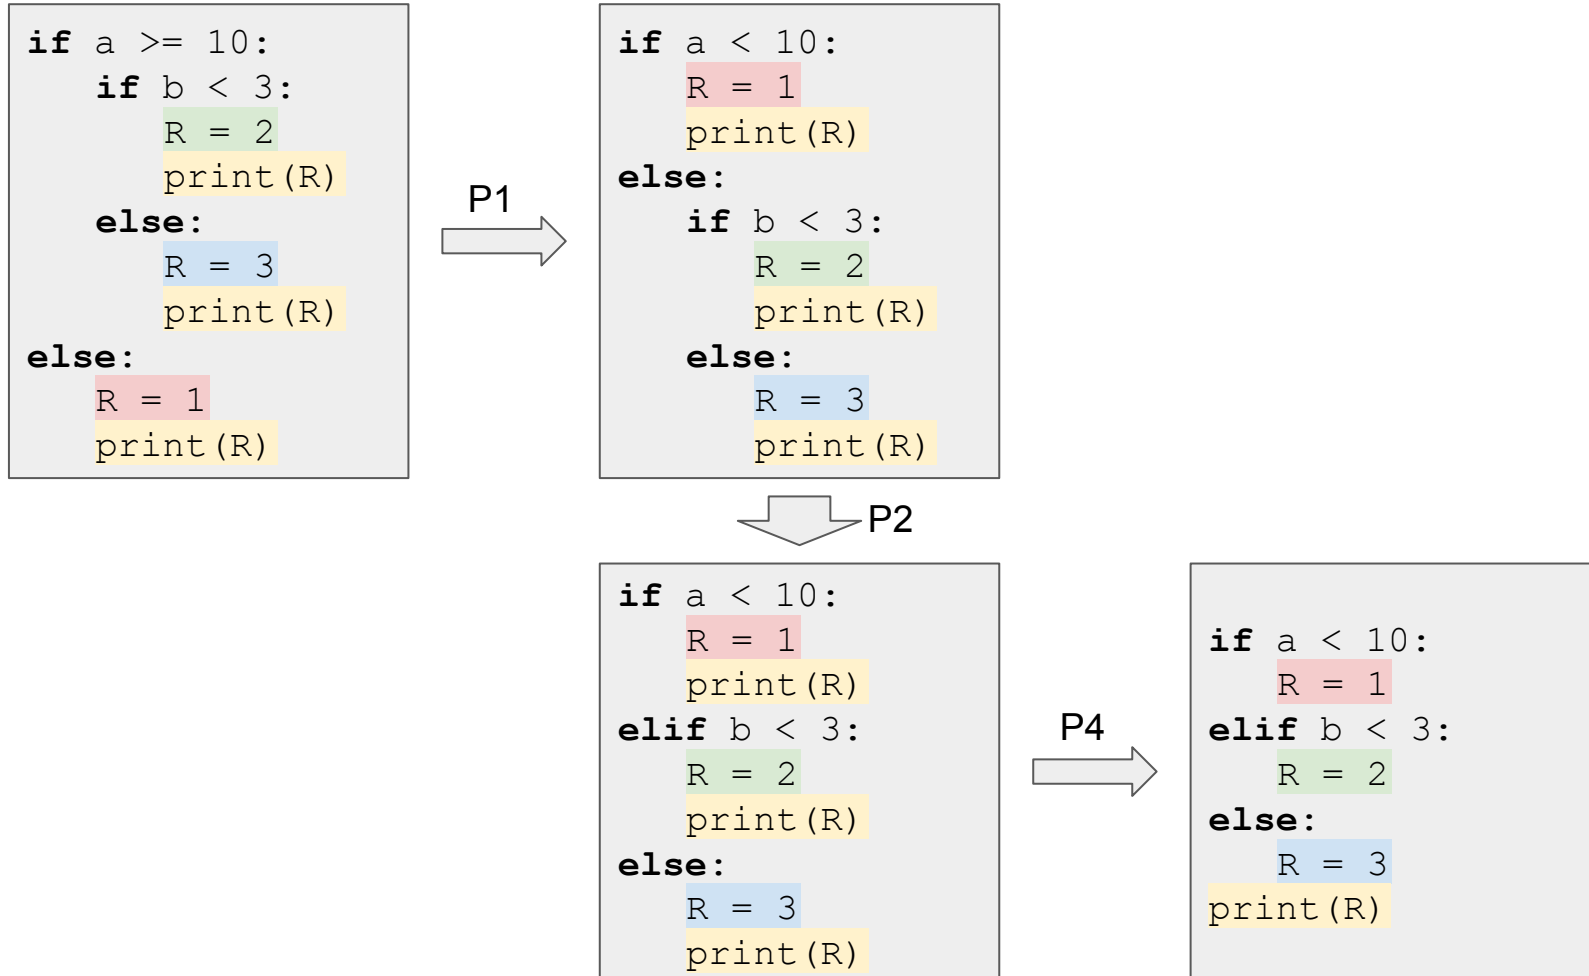 if a >= 10:
    if b < 3:
        R = 2
        print(R)
    else:
        R = 3
        print(R)
else:
    R = 1
    print(R)
P1
if a < 10:
    R = 1
    print(R)
else:
    if b < 3:
        R = 2
        print(R)
    else:
        R = 3
        print(R)
P2
if a < 10:
    R = 1
    print(R)
elif b < 3:
    R = 2
    print(R)
else:
    R = 3
    print(R)
P4
if a < 10:
    R = 1
elif b < 3:
    R = 2
else:
    R = 3
print(R)